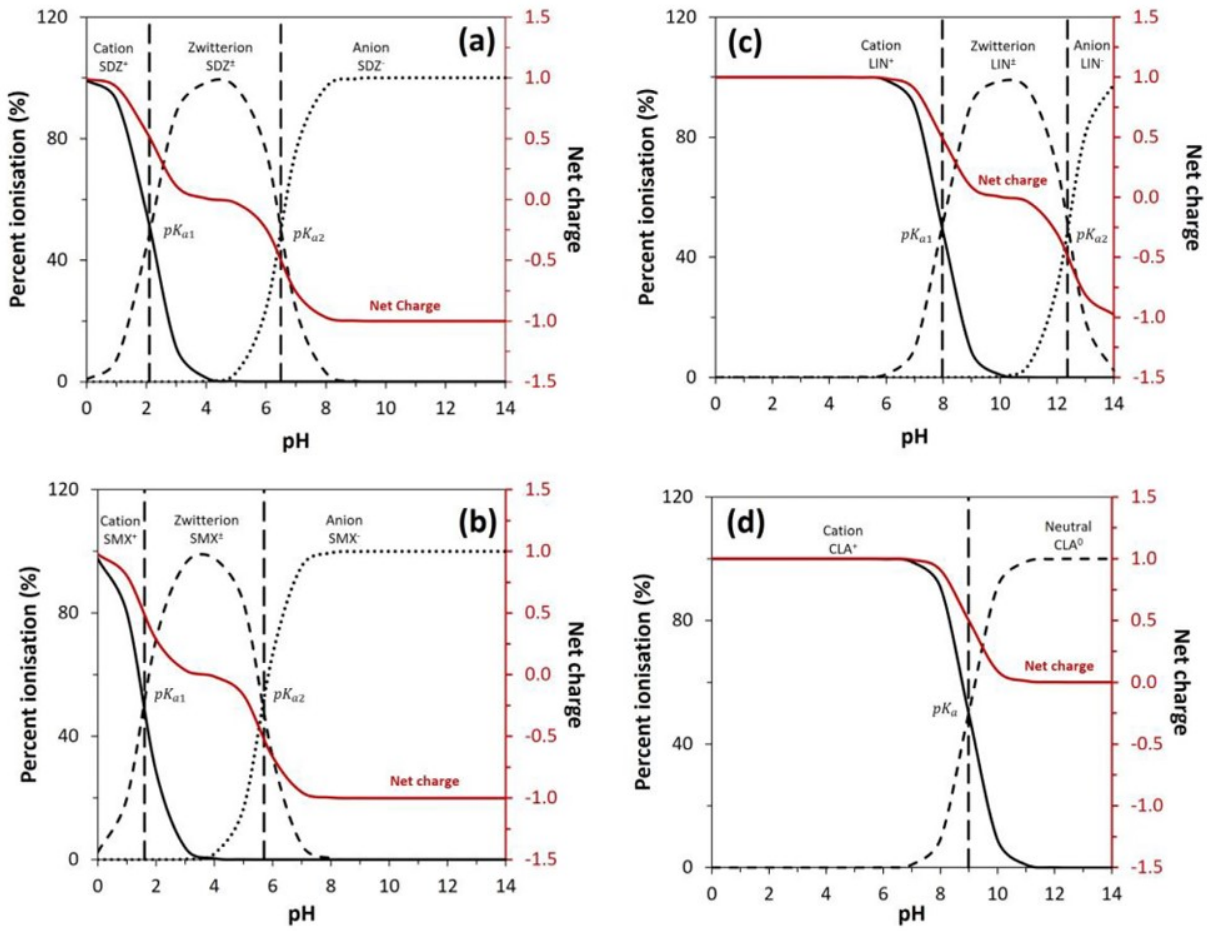 (a)
Cation
SDZ⁺
Zwitterion
SDZ±
Anion
SDZ⁻
Percent ionisation (%)
120
80
40
0
pKa1
pKa2
Net Charge
1.5
1.0
0.5
0.0
-0.5
-1.0
-1.5
Net charge
0 2 4 6 8 10 12 14
pH
(c)
Cation
LIN⁺
Zwitterion
LIN±
Anion
LIN⁻
Percent ionisation (%)
120
80
40
0
Net charge
pKa1
pKa2
1.5
1.0
0.5
0.0
-0.5
-1.0
-1.5
Net charge
0 2 4 6 8 10 12 14
pH
(b)
Cation
SMX⁺
Zwitterion
SMX±
Anion
SMX⁻
Percent ionisation (%)
120
80
40
0
pKa1
pKa2
Net charge
1.5
1.0
0.5
0.0
-0.5
-1.0
-1.5
Net charge
0 2 4 6 8 10 12 14
pH
(d)
Cation
CLA⁺
Neutral
CLA⁰
Percent ionisation (%)
120
80
40
0
Net charge
pKa
1.5
1.0
0.5
0.0
-0.5
-1.0
-1.5
Net charge
0 2 4 6 8 10 12 14
pH